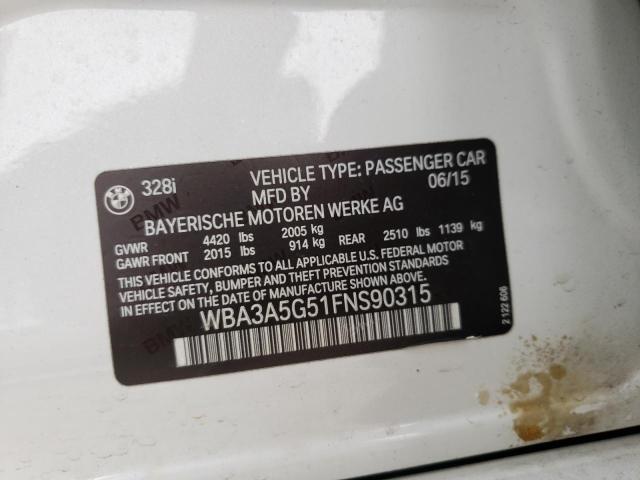 BMW
328i
VEHICLE TYPE: PASSENGER CAR
MFD BY 06/15
BAYERISCHE MOTOREN WERKE AG
GVWR 4420 lbs 2005 kg
GAWR FRONT 2015 lbs 914 kg REAR 2510 lbs 1139 kg
THIS VEHICLE CONFORMS TO ALL APPLICABLE U.S. FEDERAL MOTOR
VEHICLE SAFETY, BUMPER AND THEFT PREVENTION STANDARDS
IN EFFECT ON THE DATE OF MANUFACTURE SHOWN ABOVE.
WBA3A5G51FNS90315
2 122 606